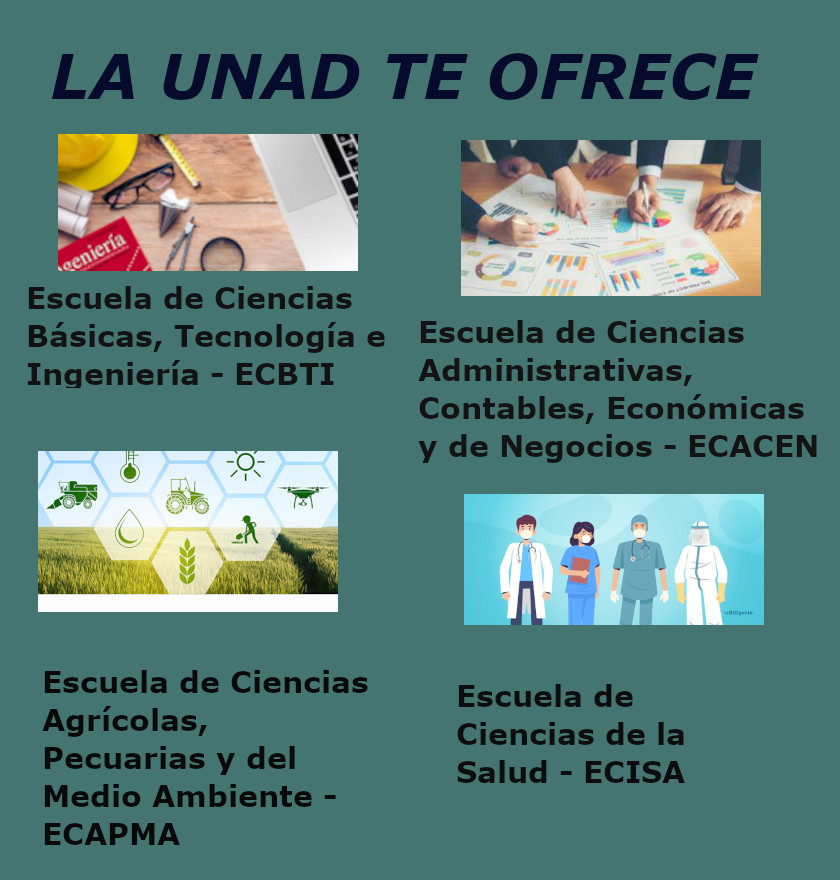 LA UNAD TE OFRECE
geniería
Escuela de Ciencias
Básicas, Tecnología e
Ingeniería - ECBTI
Escuela de Ciencias
Administrativas,
Contables, Económicas
y de Negocios - ECACEN
Escuela de Ciencias
Agrícolas,
Pecuarias y del
Medio Ambiente -
ECAPMA
Escuela de
Ciencias de la
Salud - ECISA